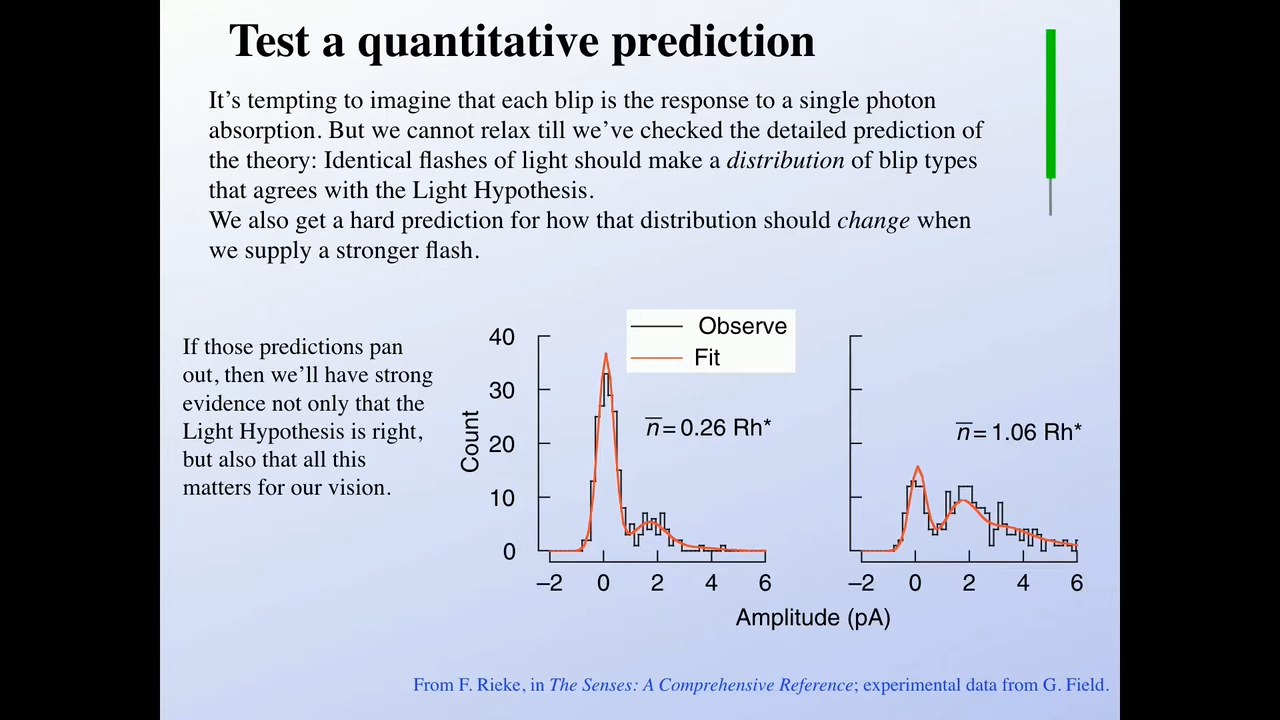 Test a quantitative prediction
It’s tempting to imagine that each blip is the response to a single photon
absorption. But we cannot relax till we’ve checked the detailed prediction of
the theory: Identical flashes of light should make a distribution of blip types
that agrees with the Light Hypothesis.
We also get a hard prediction for how that distribution should change when
we supply a stronger flash.
If those predictions pan
out, then we’ll have strong
evidence not only that the
Light Hypothesis is right,
but also that all this
matters for our vision.
Observe
Fit
Count
40
30
20
10
0
n̅= 0.26 Rh*
n̅= 1.06 Rh*
–2 0 2 4 6
–2 0 2 4 6
Amplitude (pA)
From F. Rieke, in The Senses: A Comprehensive Reference; experimental data from G. Field.